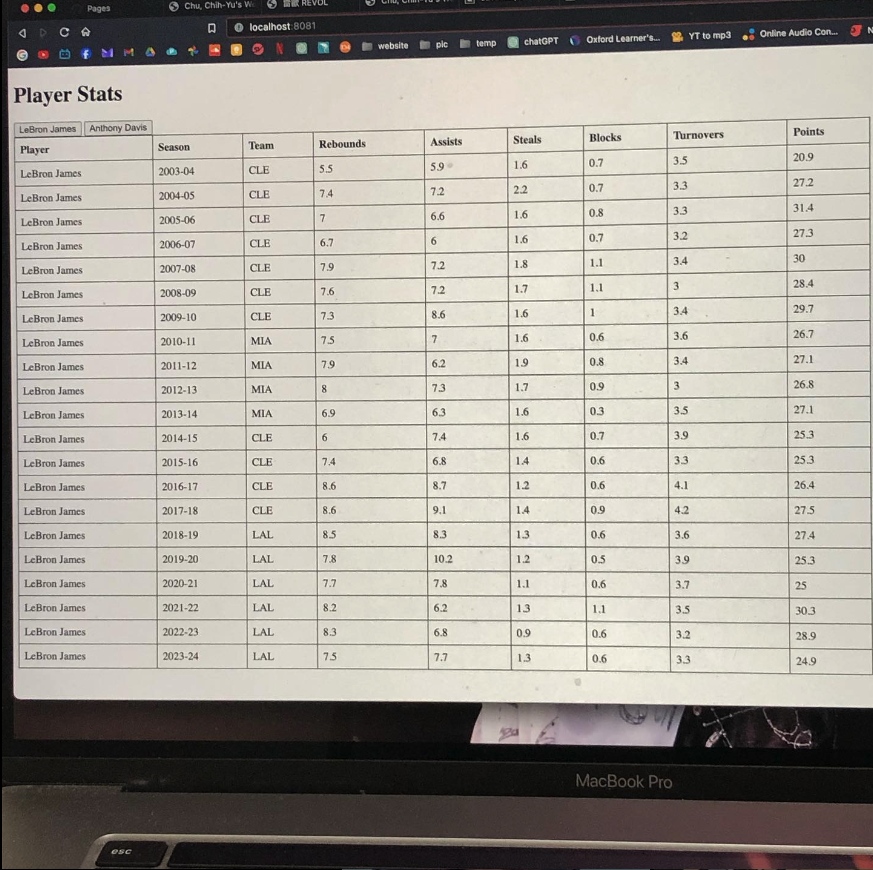 Pages
Chu, Chih-Yu's W
REVOL
localhost:8081
website pic temp chatGPT Oxford Learner's... YT to mp3 Online Audio Con...
Player Stats
LeBron James Anthony Davis
Player Season Team Rebounds Assists Steals Blocks Turnovers Points
LeBron James 2003-04 CLE 5.5 5.9 1.6 0.7 3.5 20.9
LeBron James 2004-05 CLE 7.4 7.2 2.2 0.7 3.3 27.2
LeBron James 2005-06 CLE 7 6.6 1.6 0.8 3.3 31.4
LeBron James 2006-07 CLE 6.7 6 1.6 0.7 3.2 27.3
LeBron James 2007-08 CLE 7.9 7.2 1.8 1.1 3.4 30
LeBron James 2008-09 CLE 7.6 7.2 1.7 1.1 3 28.4
LeBron James 2009-10 CLE 7.3 8.6 1.6 1 3.4 29.7
LeBron James 2010-11 MIA 7.5 7 1.6 0.6 3.6 26.7
LeBron James 2011-12 MIA 7.9 6.2 1.9 0.8 3.4 27.1
LeBron James 2012-13 MIA 8 7.3 1.7 0.9 3 26.8
LeBron James 2013-14 MIA 6.9 6.3 1.6 0.3 3.5 27.1
LeBron James 2014-15 CLE 6 7.4 1.6 0.7 3.9 25.3
LeBron James 2015-16 CLE 7.4 6.8 1.4 0.6 3.3 25.3
LeBron James 2016-17 CLE 8.6 8.7 1.2 0.6 4.1 26.4
LeBron James 2017-18 CLE 8.6 9.1 1.4 0.9 4.2 27.5
LeBron James 2018-19 LAL 8.5 8.3 1.3 0.6 3.6 27.4
LeBron James 2019-20 LAL 7.8 10.2 1.2 0.5 3.9 25.3
LeBron James 2020-21 LAL 7.7 7.8 1.1 0.6 3.7 25
LeBron James 2021-22 LAL 8.2 6.2 1.3 1.1 3.5 30.3
LeBron James 2022-23 LAL 8.3 6.8 0.9 0.6 3.2 28.9
LeBron James 2023-24 LAL 7.5 7.7 1.3 0.6 3.3 24.9
MacBook Pro
esc